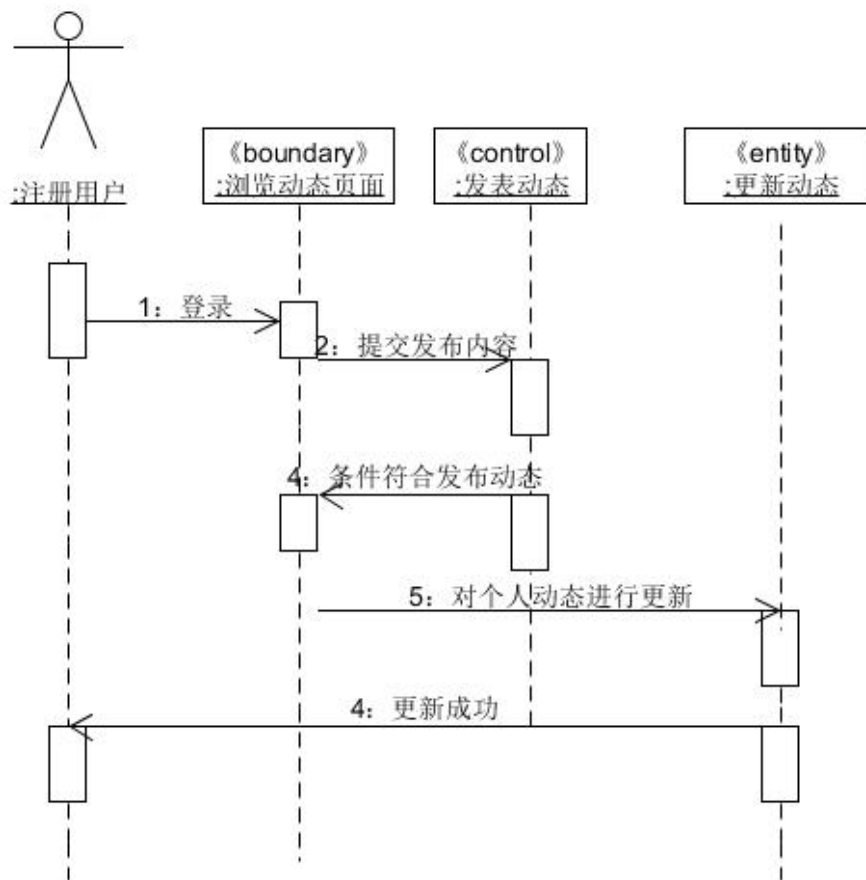 《boundary》
《control》
《entity》
:注册用户
:浏览动态页面
:发表动态
:更新动态
1：登录
2：提交发布内容
4：条件符合发布动态
5：对个人动态进行更新
4：更新成功